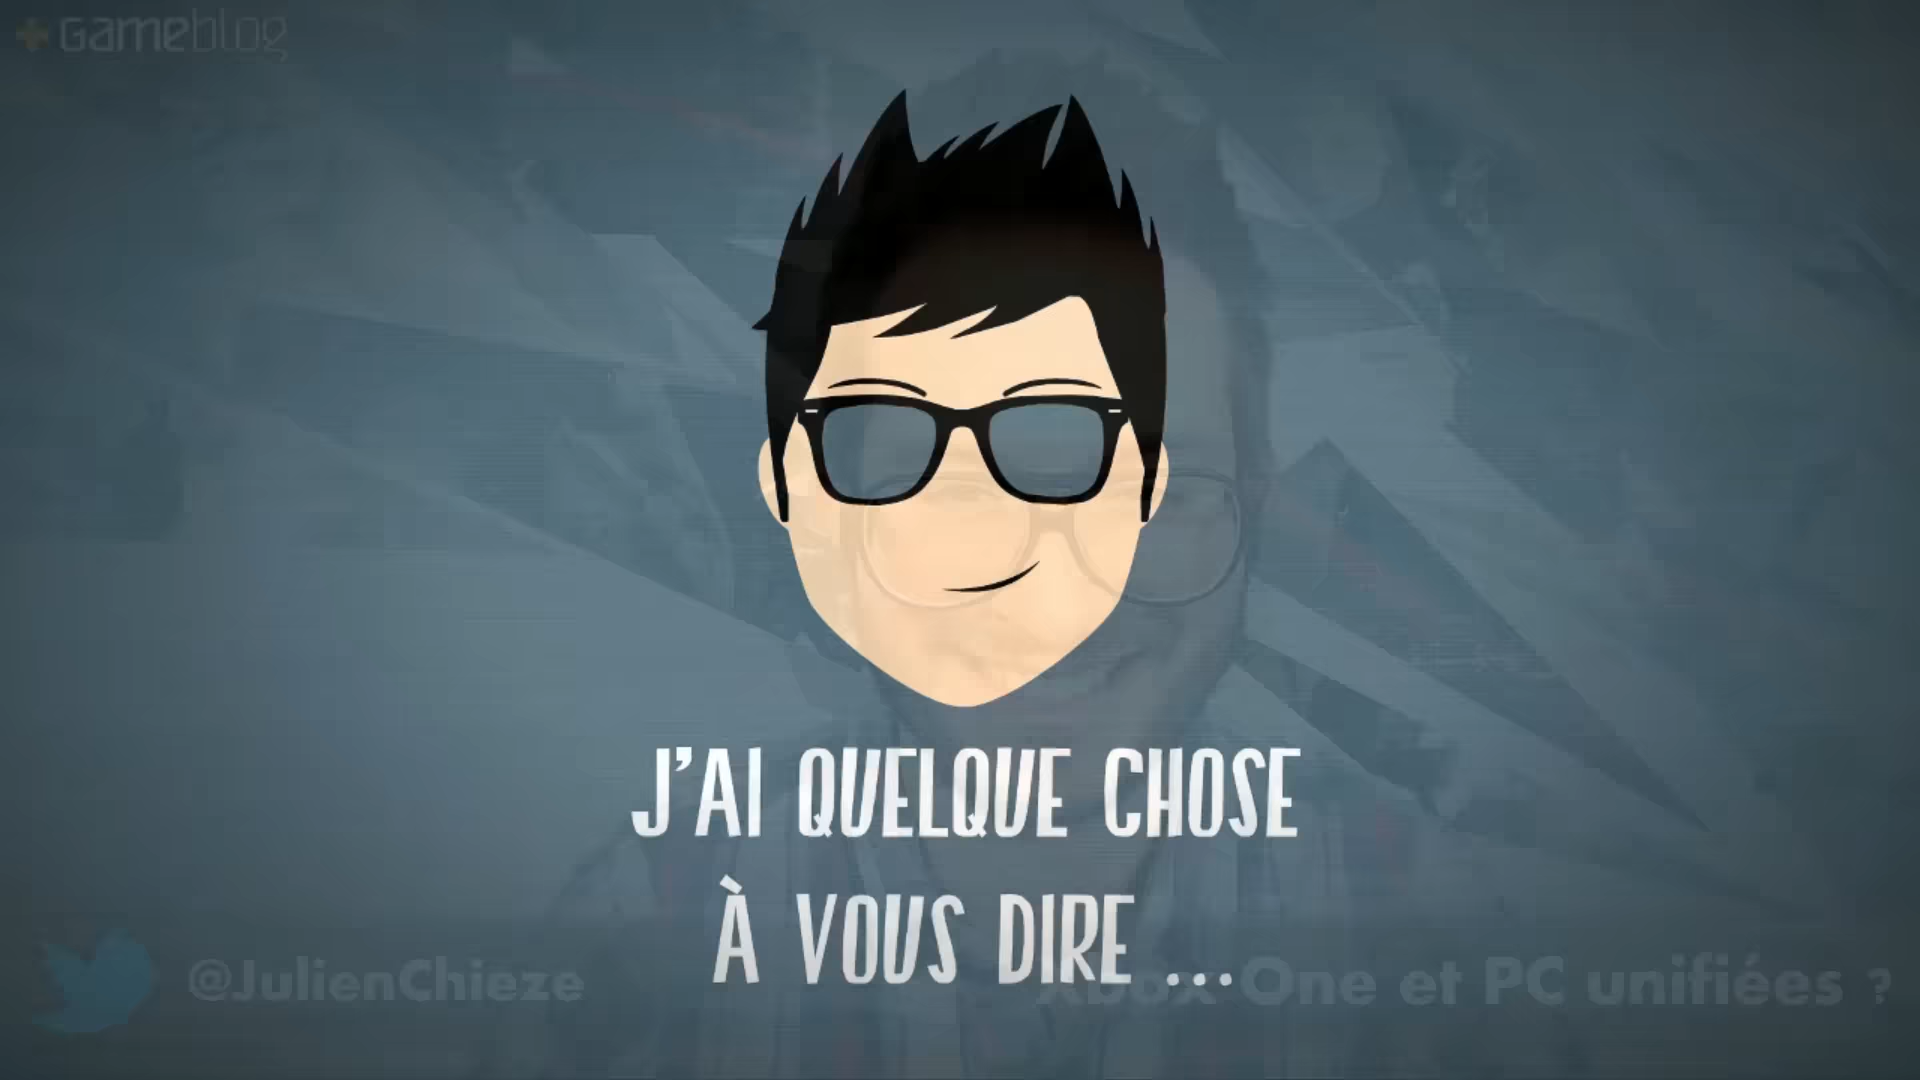 Gameblog
J'AI QUELQUE CHOSE
À VOUS DIRE ...
@JulienChieze
Xbox One et PC unifiées ?